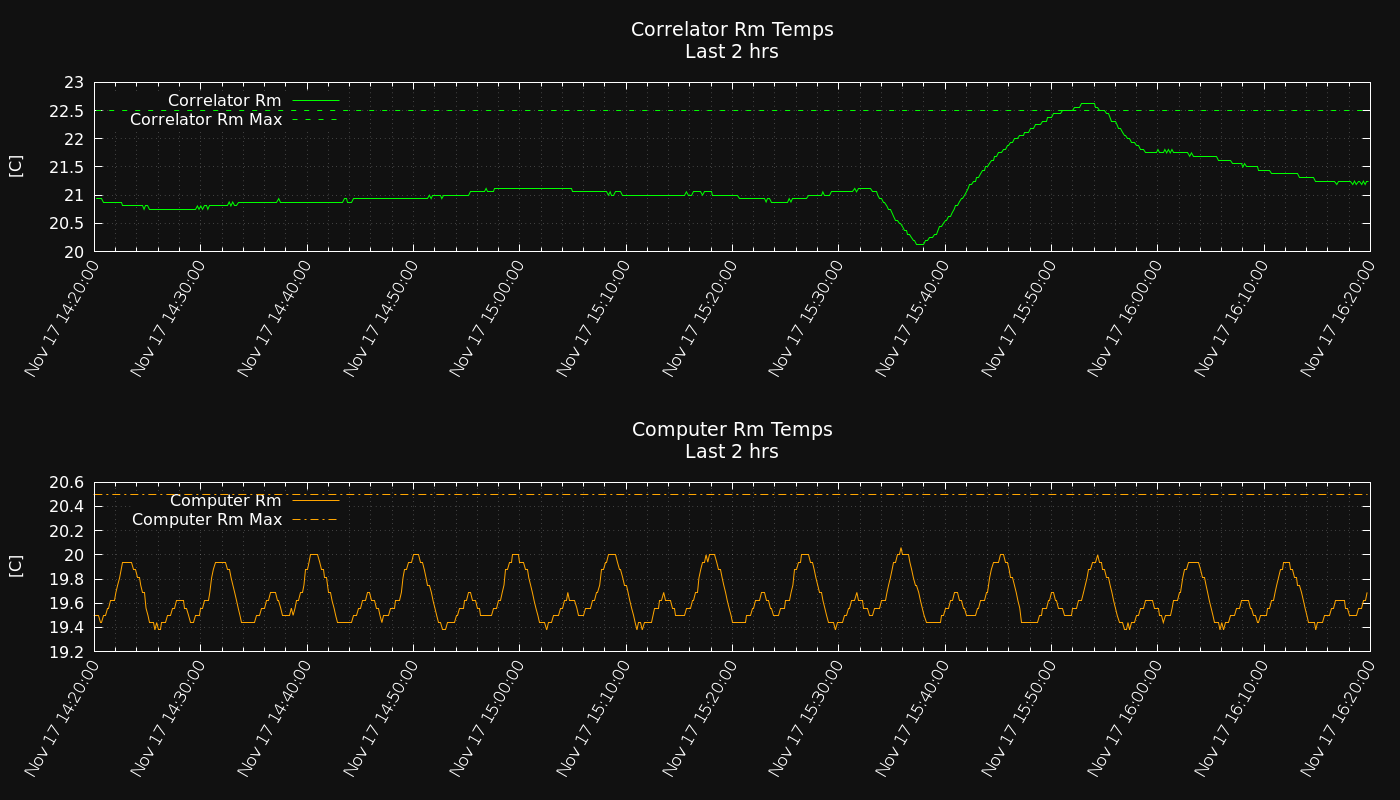 Correlator Rm Temps
Last 2 hrs
[C]
23
22.5
22
21.5
21
20.5
20
Correlator Rm
Correlator Rm Max
Nov 17 14:20:00
Nov 17 14:30:00
Nov 17 14:40:00
Nov 17 14:50:00
Nov 17 15:00:00
Nov 17 15:10:00
Nov 17 15:20:00
Nov 17 15:30:00
Nov 17 15:40:00
Nov 17 15:50:00
Nov 17 16:00:00
Nov 17 16:10:00
Nov 17 16:20:00
Computer Rm Temps
Last 2 hrs
[C]
20.6
20.4
20.2
20
19.8
19.6
19.4
19.2
Computer Rm
Computer Rm Max
Nov 17 14:20:00
Nov 17 14:30:00
Nov 17 14:40:00
Nov 17 14:50:00
Nov 17 15:00:00
Nov 17 15:10:00
Nov 17 15:20:00
Nov 17 15:30:00
Nov 17 15:40:00
Nov 17 15:50:00
Nov 17 16:00:00
Nov 17 16:10:00
Nov 17 16:20:00